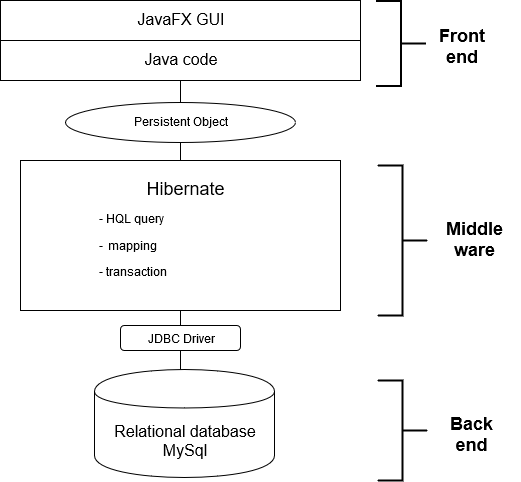 JavaFX GUI
Java code
Front
end
Persistent Object
Hibernate
- HQL query
- mapping
- transaction
Middle
ware
JDBC Driver
Relational database
MySql
Back
end